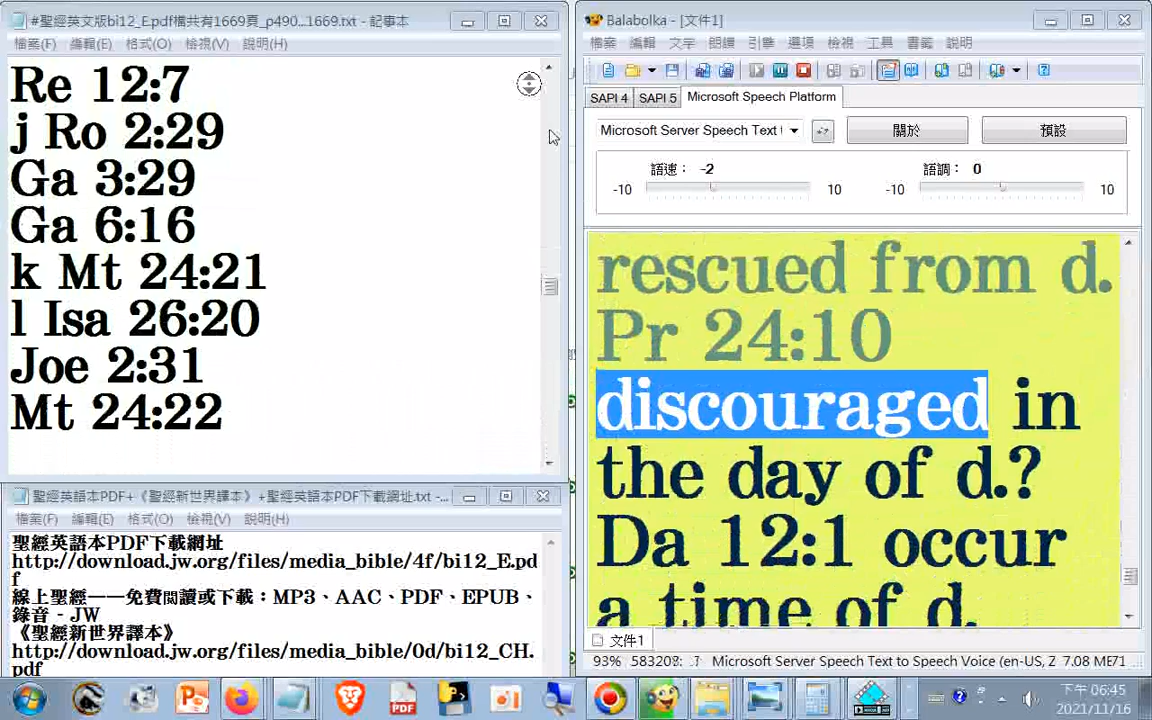 #聖經英文版bi12_E.pdf檔共有1669頁_p490...1669.txt - 記事本
檔案(F) 編輯(E) 格式(O) 檢視(V) 說明(H)
Re 12:7
j Ro 2:29
Ga 3:29
Ga 6:16
k Mt 24:21
l Isa 26:20
Joe 2:31
Mt 24:22
聖經英語本PDF+《聖經新世界譯本》+聖經英語本PDF下載網址.txt -...
檔案(F) 編輯(E) 格式(O) 檢視(V) 說明(H)
聖經英語本PDF下載網址
http://download.jw.org/files/media_bible/4f/bi12_E.pd
f
線上聖經——免費閱讀或下載：MP3、AAC、PDF、EPUB、
錄音 - JW
《聖經新世界譯本》
http://download.jw.org/files/media_bible/0d/bi12_CH.
pdf
Balabolka - [文件1]
檔案 編輯 文字 朗讀 引擎 選項 檢視 工具 書籤 說明
SAPI 4 SAPI 5 Microsoft Speech Platform
Microsoft Server Speech Text 關於 預設
語速： -2 語調： 0
-10 10 -10 10
rescued from d.
Pr 24:10
discouraged in
the day of d.?
Da 12:1 occur
a time of d.
文件1
93% Microsoft Server Speech Text to Speech Voice (en-US, Z 7.08 ME
下午 06:45
2021/11/16